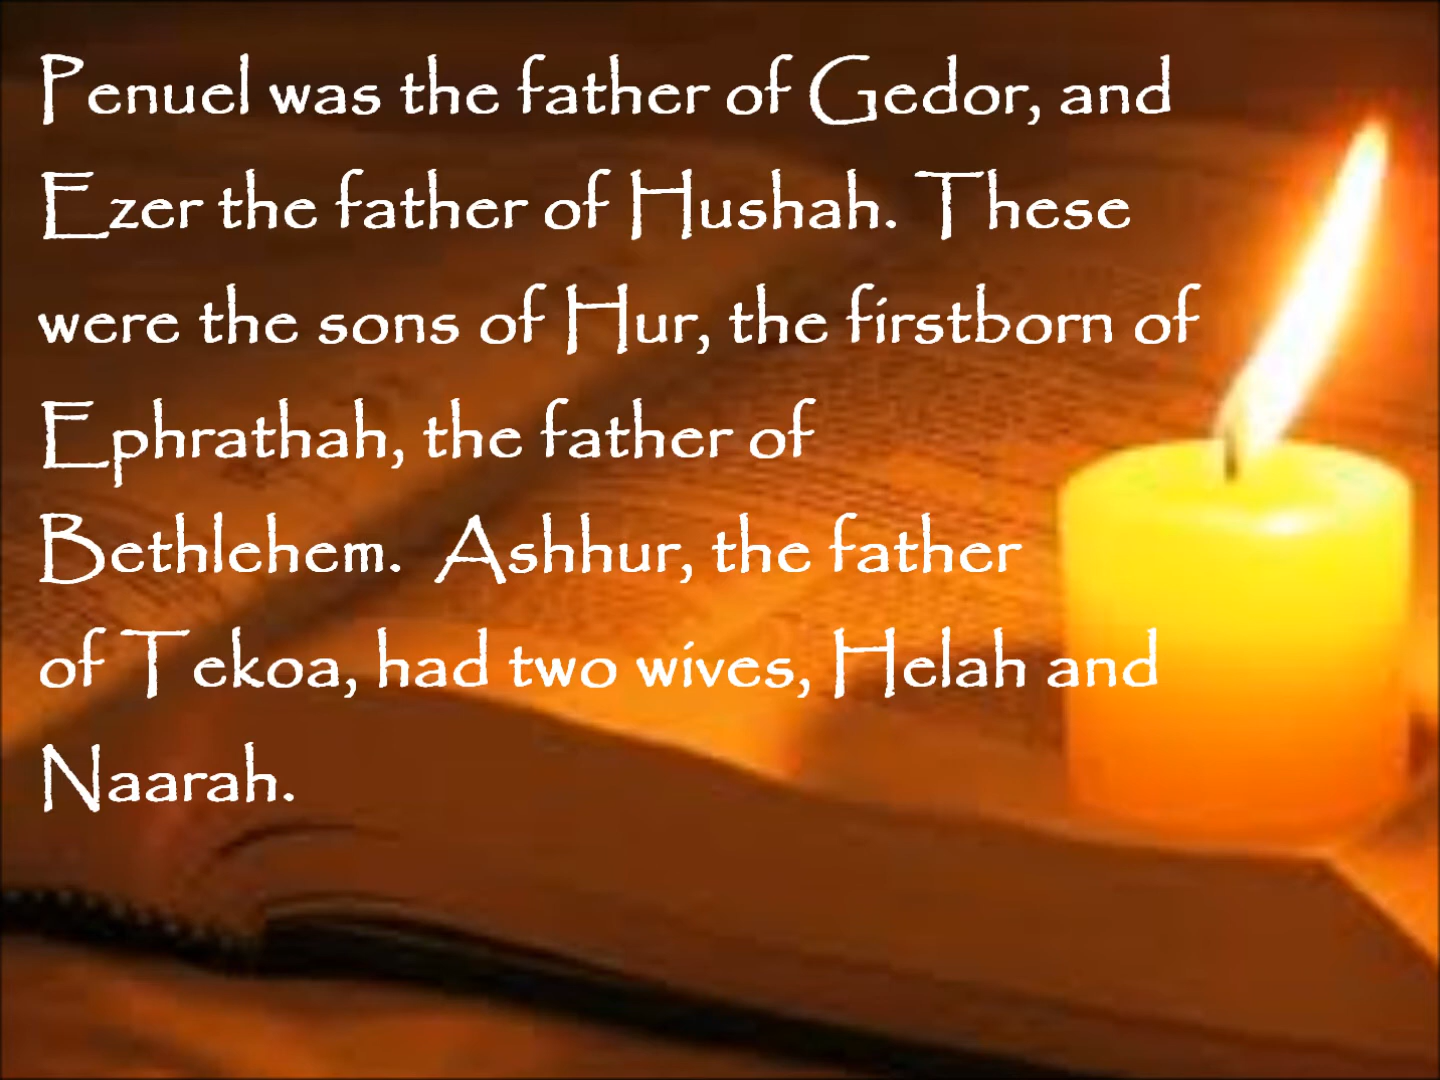 Penuel was the father of Gedor, and
Ezer the father of Hushah. These
were the sons of Hur, the firstborn of
Ephrathah, the father of
Bethlehem. Ashhur, the father
of Tekoa, had two wives, Helah and
Naarah.